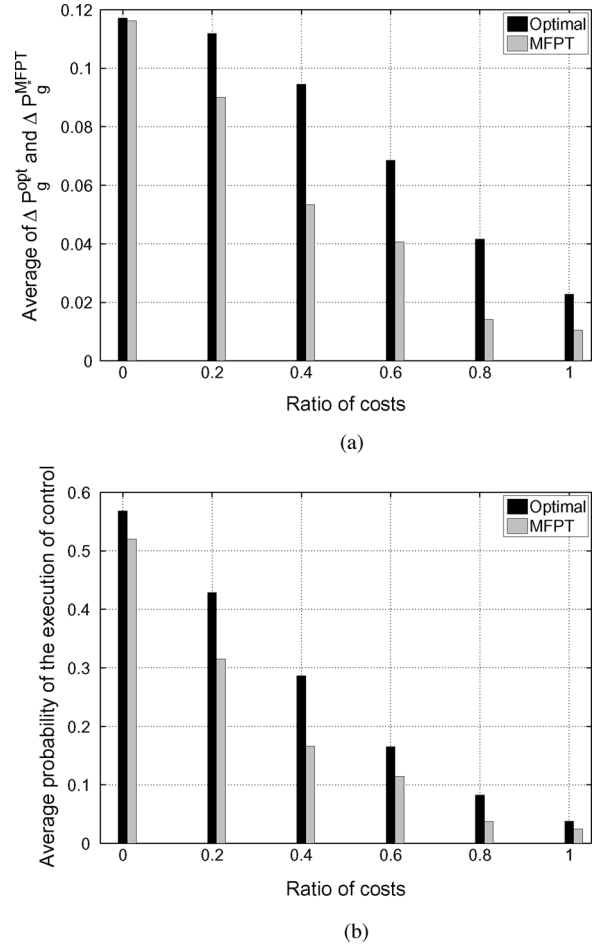 0.12
0.1
0.08
0.06
0.04
0.02
0
Average of Δ P_g*^opt and Δ P_g*^MFPT
Optimal
MFPT
0 0.2 0.4 0.6 0.8 1
Ratio of costs
(a)
0.6
0.5
0.4
0.3
0.2
0.1
0
Average probability of the execution of control
Optimal
MFPT
0 0.2 0.4 0.6 0.8 1
Ratio of costs
(b)